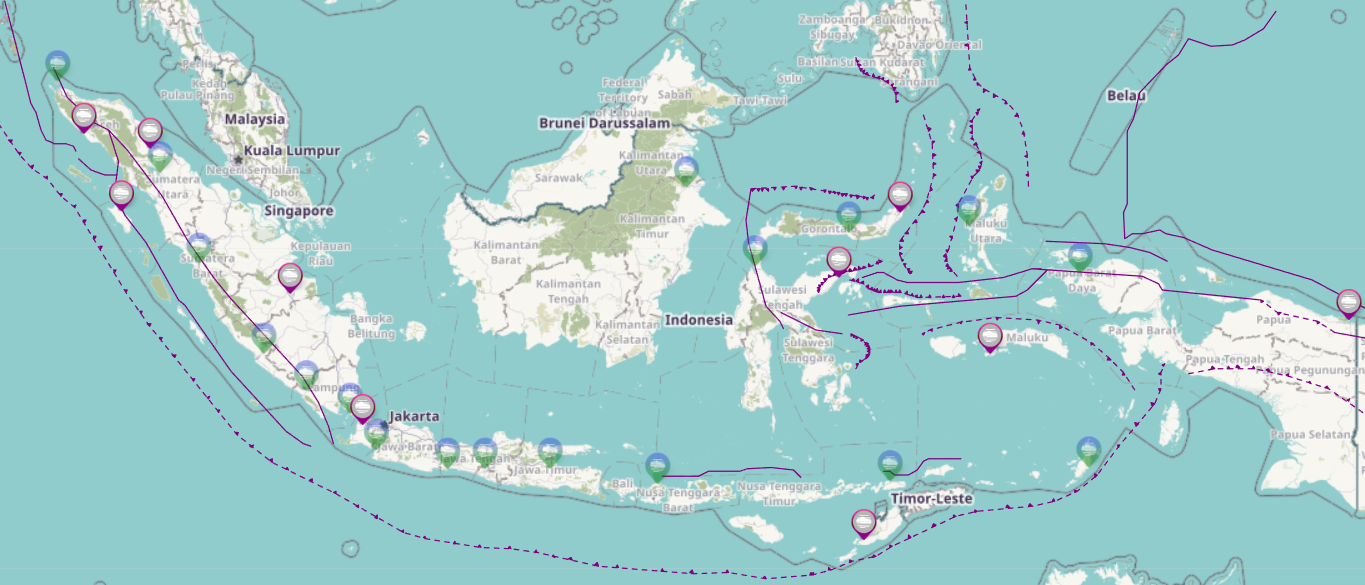 Zamboanga
Sibugay
Bukidnon
Davao Oriental
Basilan
Sultan Kudarat
Sarangani
Sulu
Tawi-Tawi
Perlis
Kedah
Pulau Pinang
Malaysia
Kuala Lumpur
Negeri Sembilan
Johor
Singapore
Federal
Territory
of Labuan
Sabah
Brunei Darussalam
Sarawak
Belau
Sumatera
Utara
Kepulauan
Riau
Sumatera
Barat
Kalimantan
Utara
Kalimantan
Timur
Kalimantan
Barat
Kalimantan
Tengah
Kalimantan
Selatan
Bangka
Belitung
Gorontalo
Maluku
Utara
Sulawesi
Tengah
Indonesia
Sulawesi
Tenggara
Papua Barat
Daya
Papua
Papua Barat
Maluku
Papua Tengah
Papua Pegunungan
Papua Selatan
Lampung
Jakarta
Jawa Barat
Jawa Tengah
Jawa Timur
Bali
Nusa Tenggara
Barat
Nusa Tenggara
Timur
Timor-Leste